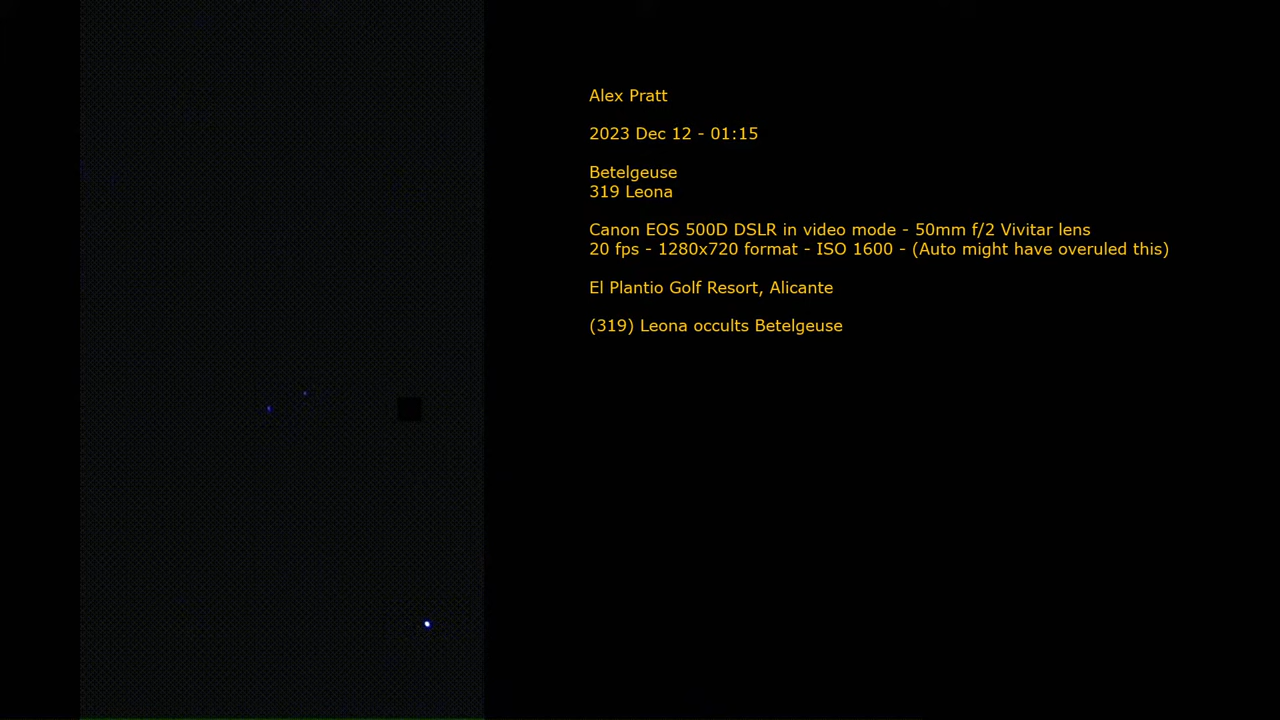 Alex Pratt
2023 Dec 12 - 01:15
Betelgeuse
319 Leona
Canon EOS 500D DSLR in video mode - 50mm f/2 Vivitar lens
20 fps - 1280x720 format - ISO 1600 - (Auto might have overuled this)
El Plantio Golf Resort, Alicante
(319) Leona occults Betelgeuse